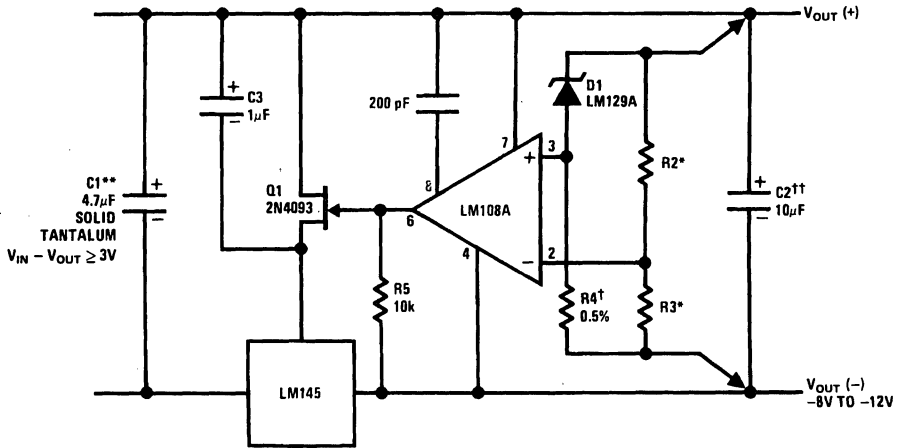 V_OUT (+)
+
C3
1μF
−
200 pF
D1
LM129A
7
3
+
R2*
C1**
4.7μF
SOLID
TANTALUM
V_IN − V_OUT ≥ 3V
+
−
Q1
2N4093
8
6
LM108A
C2††
10μF
+
−
4
−
2
R5
10k
R4†
0.5%
R3*
LM145
V_OUT (−)
−8V TO −12V